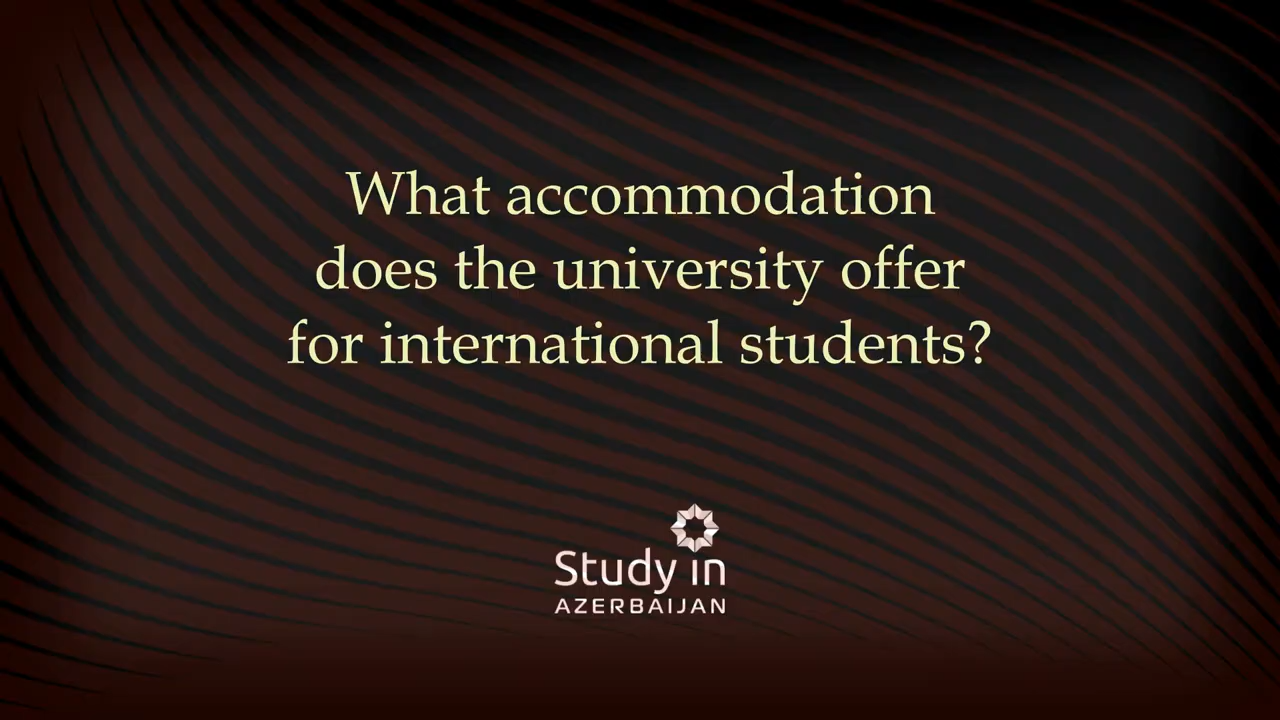 What accommodation
does the university offer
for international students?
Study in
AZERBAIJAN